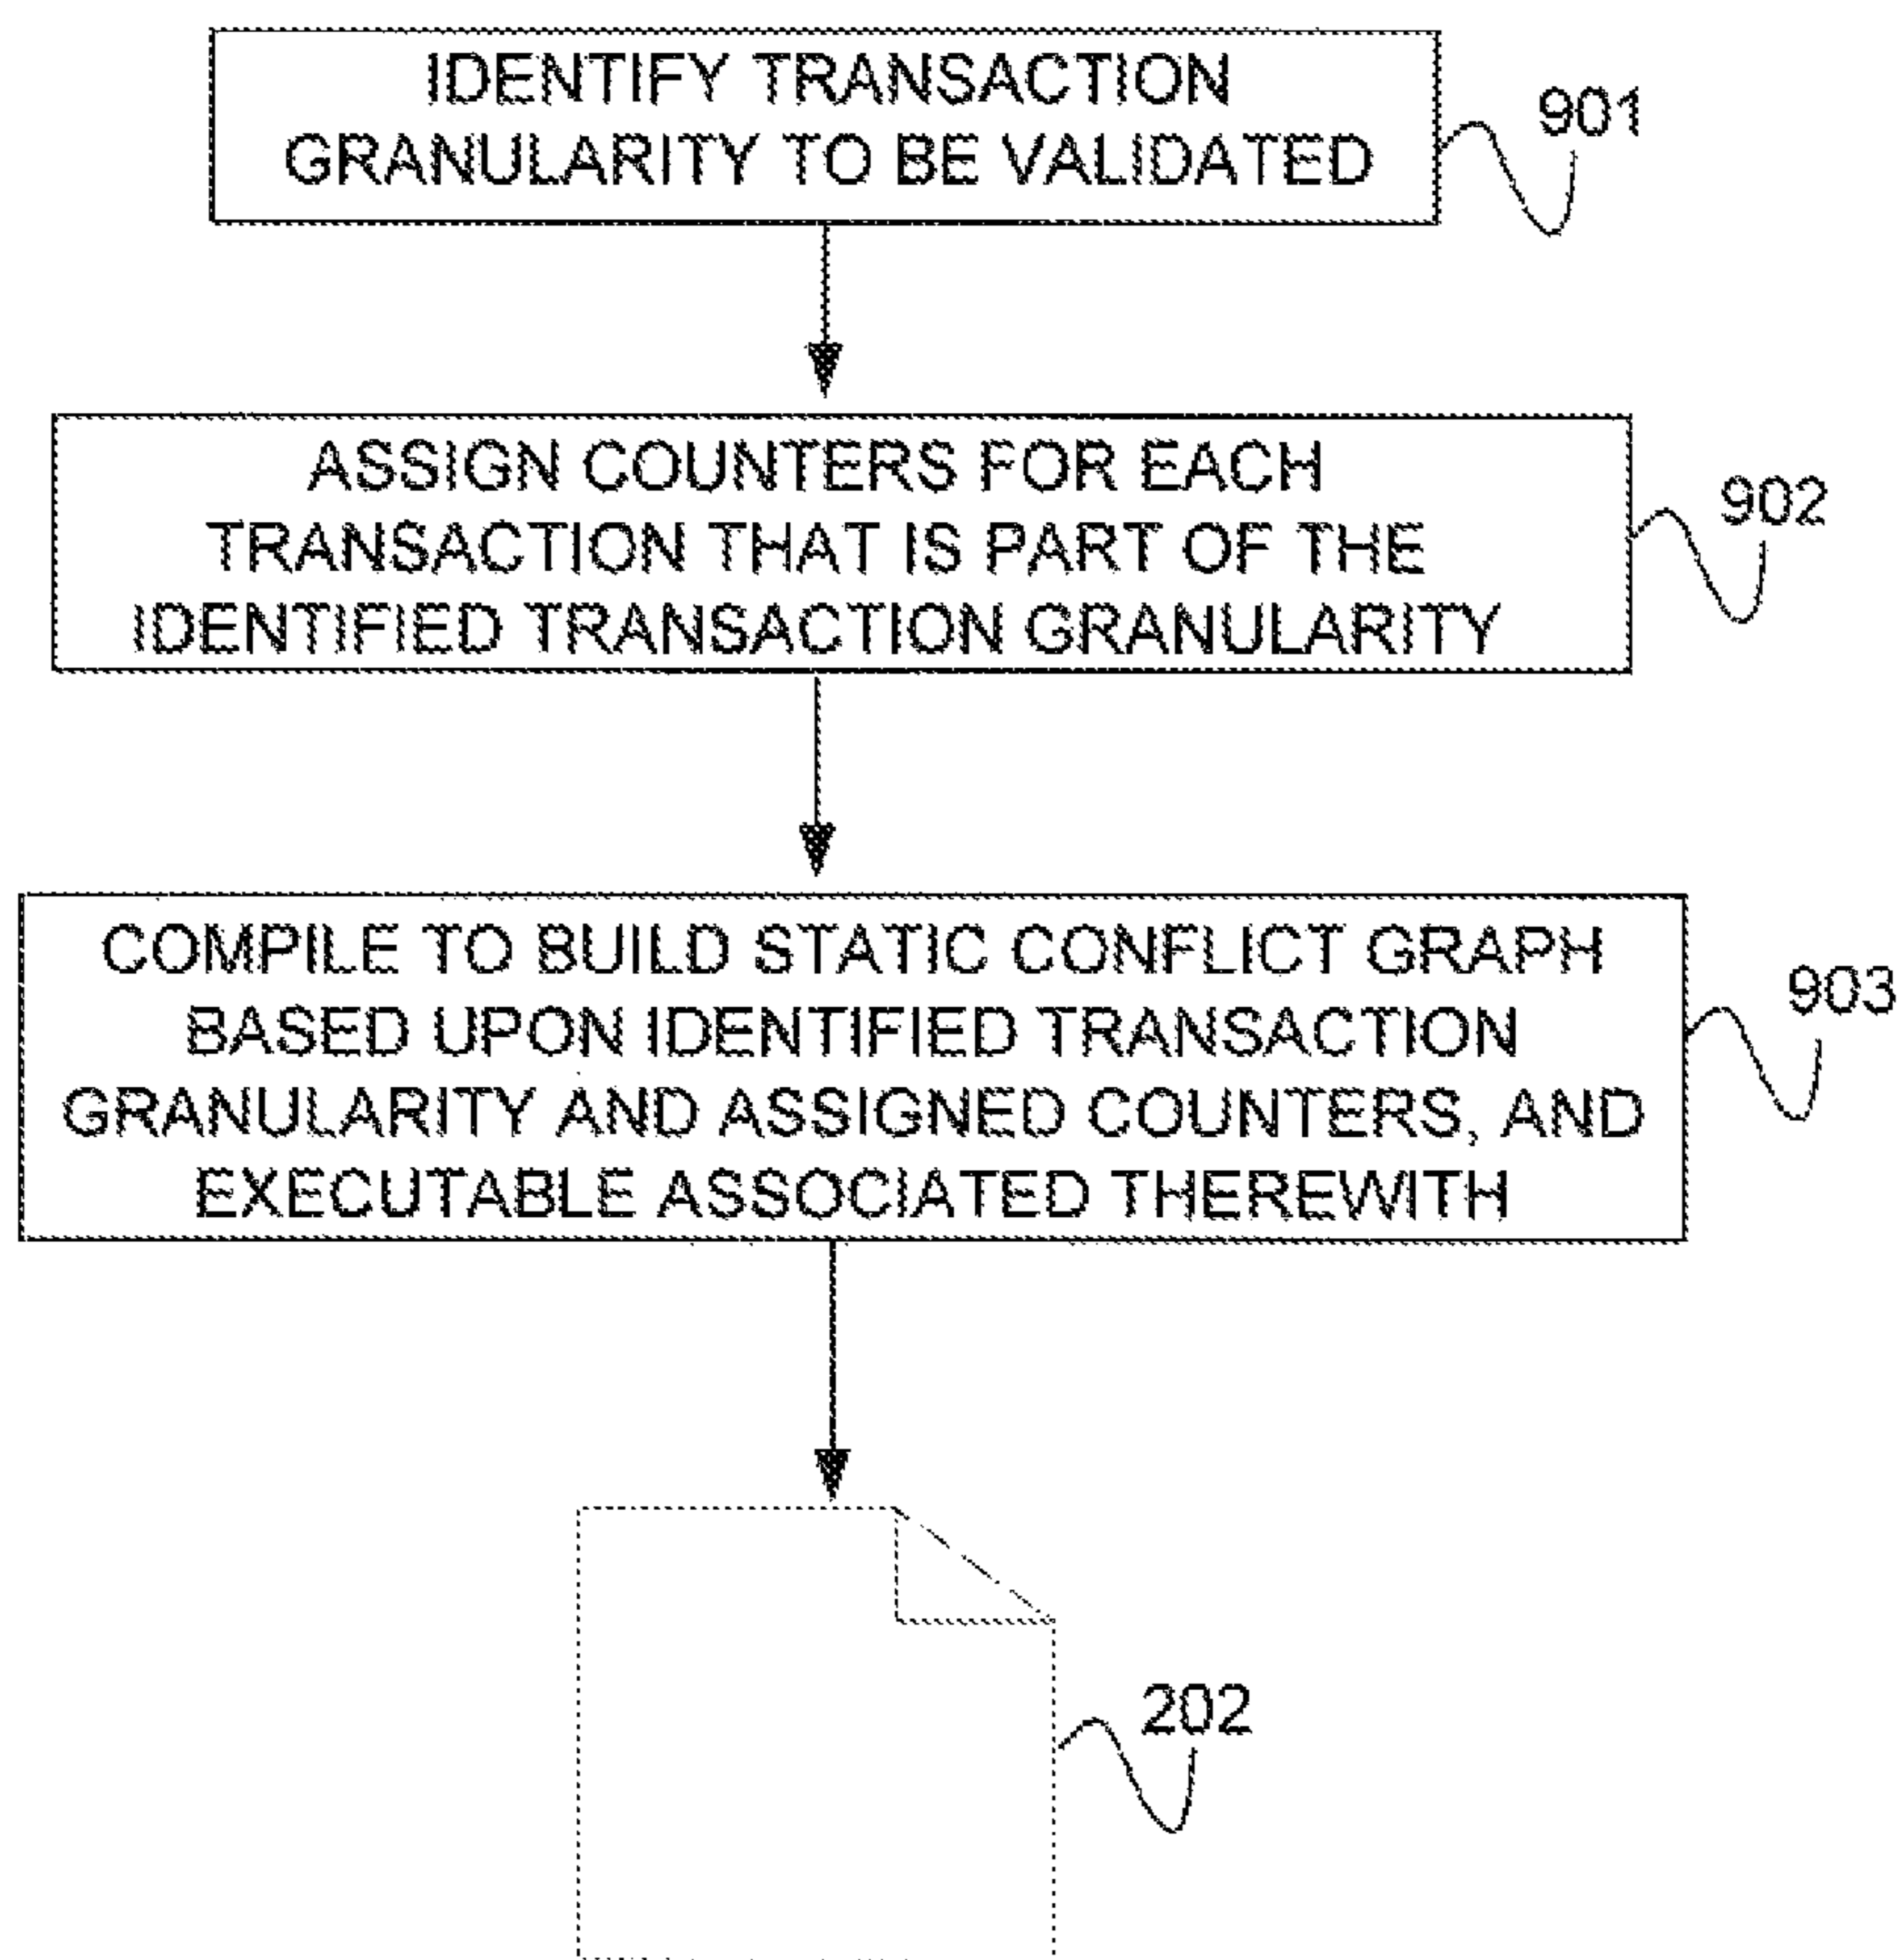 IDENTIFY TRANSACTION
GRANULARITY TO BE VALIDATED
901
ASSIGN COUNTERS FOR EACH
TRANSACTION THAT IS PART OF THE
IDENTIFIED TRANSACTION GRANULARITY
902
COMPILE TO BUILD STATIC CONFLICT GRAPH
BASED UPON IDENTIFIED TRANSACTION
GRANULARITY AND ASSIGNED COUNTERS, AND
EXECUTABLE ASSOCIATED THEREWITH
903
202